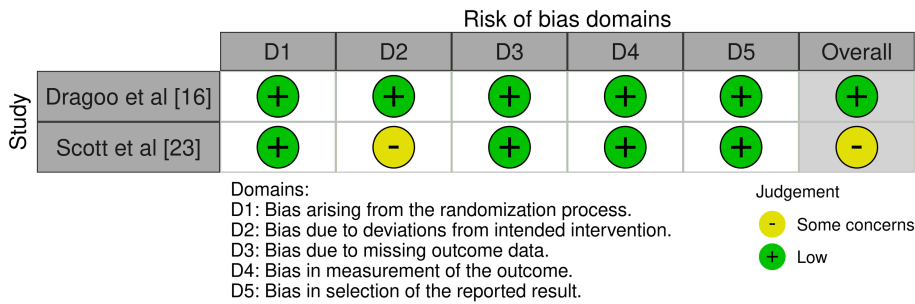 Risk of bias domains
D1 D2 D3 D4 D5 Overall
Study
Dragoo et al [16] + + + + + +
Scott et al [23] + - + + + -
Domains:
D1: Bias arising from the randomization process.
D2: Bias due to deviations from intended intervention.
D3: Bias due to missing outcome data.
D4: Bias in measurement of the outcome.
D5: Bias in selection of the reported result.
Judgement
- Some concerns
+ Low